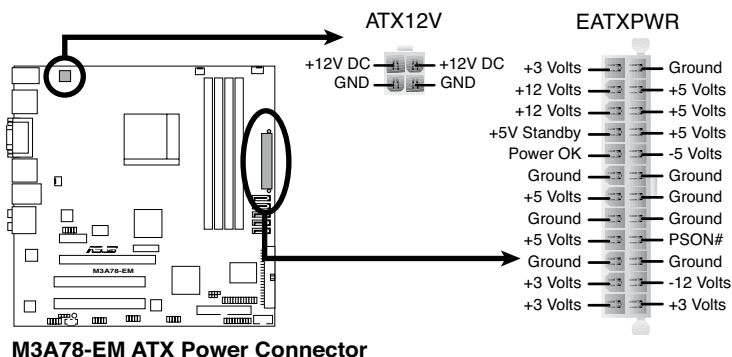 ATX12V
EATXPWR
+12V DC +12V DC
GND GND
+3 Volts Ground
+12 Volts +5 Volts
+12 Volts +5 Volts
+5V Standby +5 Volts
Power OK -5 Volts
Ground Ground
+5 Volts Ground
Ground Ground
+5 Volts PSON#
Ground Ground
+3 Volts -12 Volts
+3 Volts +3 Volts
ASUS
M3A78-EM
M3A78-EM ATX Power Connector